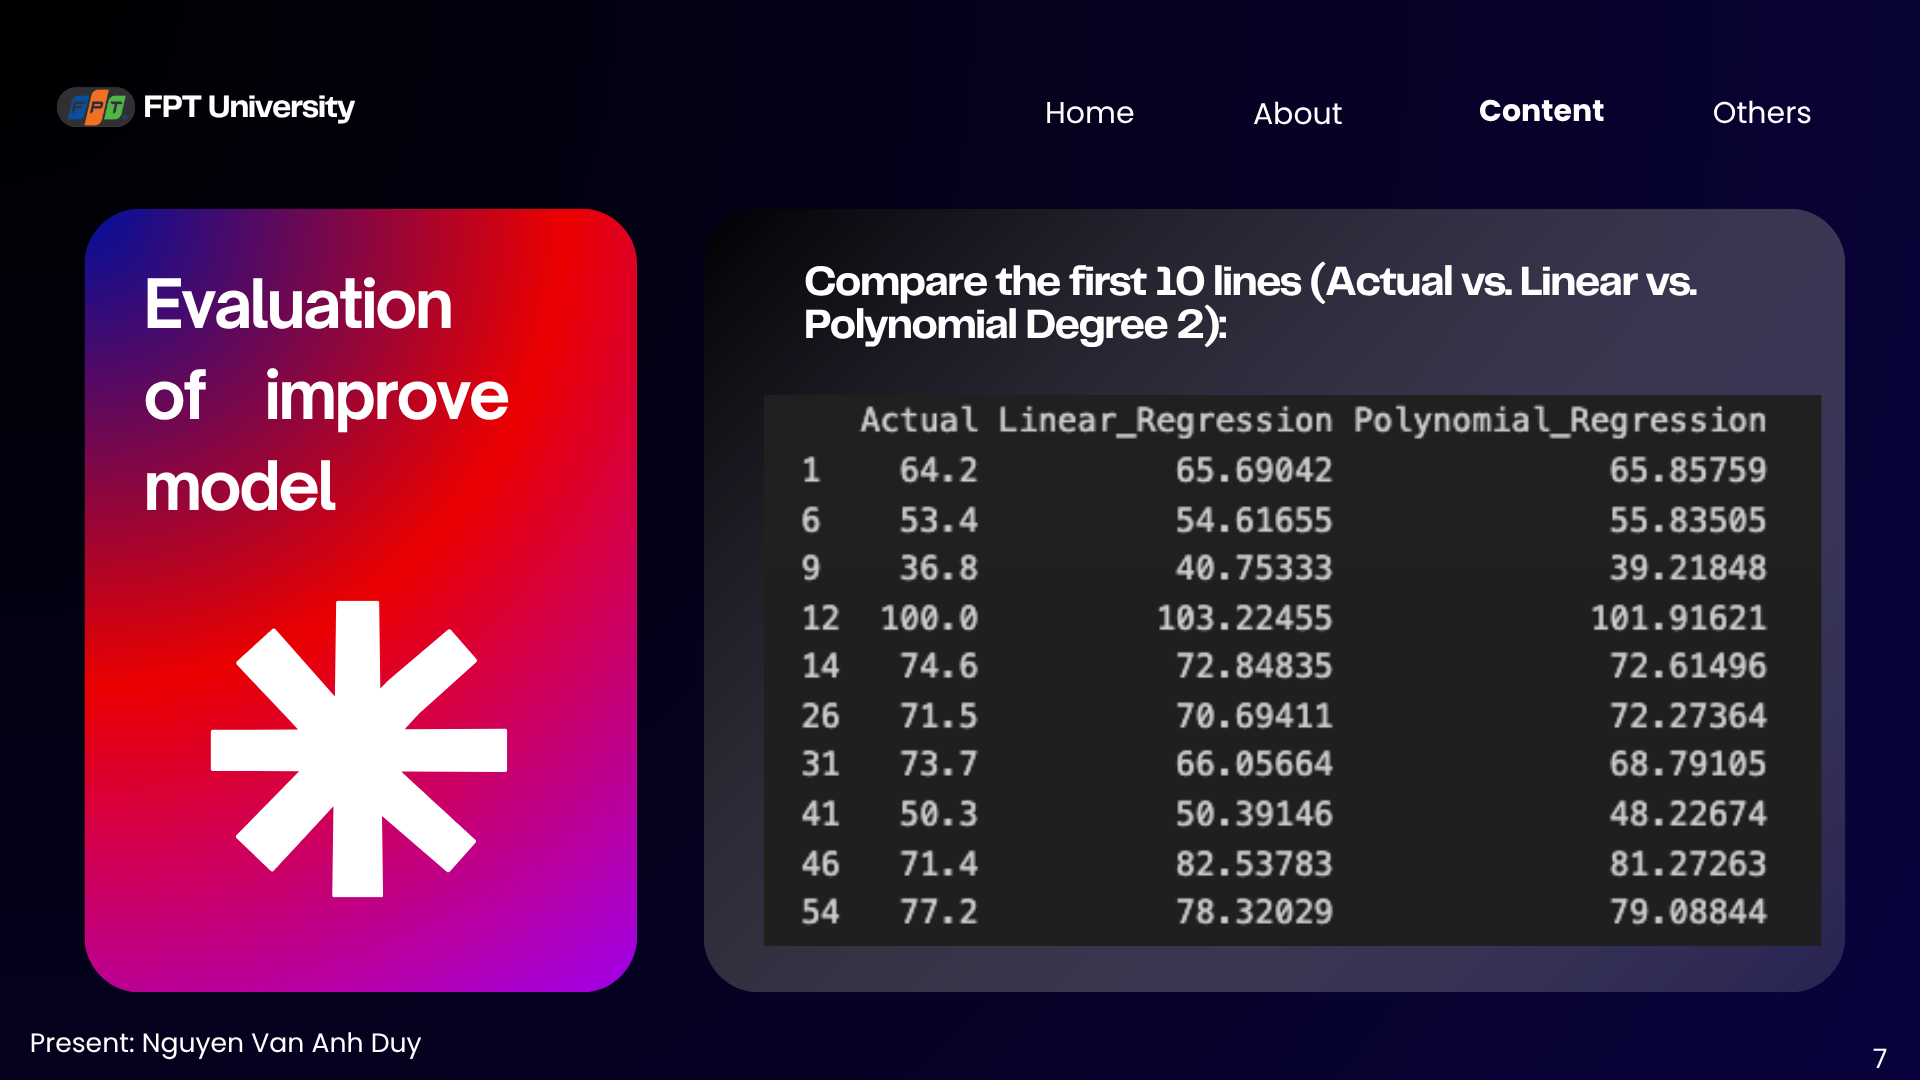 FPT FPT University
Home About Content Others
Evaluation
of improve
model
Compare the first 10 lines (Actual vs. Linear vs.
Polynomial Degree 2):
Actual Linear_Regression Polynomial_Regression
1 64.2 65.69042 65.85759
6 53.4 54.61655 55.83505
9 36.8 40.75333 39.21848
12 100.0 103.22455 101.91621
14 74.6 72.84835 72.61496
26 71.5 70.69411 72.27364
31 73.7 66.05664 68.79105
41 50.3 50.39146 48.22674
46 71.4 82.53783 81.27263
54 77.2 78.32029 79.08844
Present: Nguyen Van Anh Duy
7